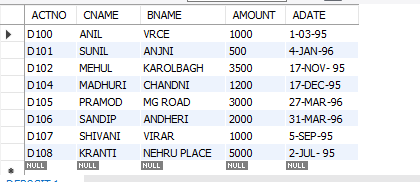 ACTNO CNAME BNAME AMOUNT ADATE
D100 ANIL VRCE 1000 1-03-95
D101 SUNIL ANJNI 500 4-JAN-96
D102 MEHUL KAROLBAGH 3500 17-NOV- 95
D104 MADHURI CHANDNI 1200 17-DEC-95
D105 PRAMOD MG ROAD 3000 27-MAR-96
D106 SANDIP ANDHERI 2000 31-MAR-96
D107 SHIVANI VIRAR 1000 5-SEP-95
D108 KRANTI NEHRU PLACE 5000 2-JUL- 95
NULL NULL NULL NULL NULL